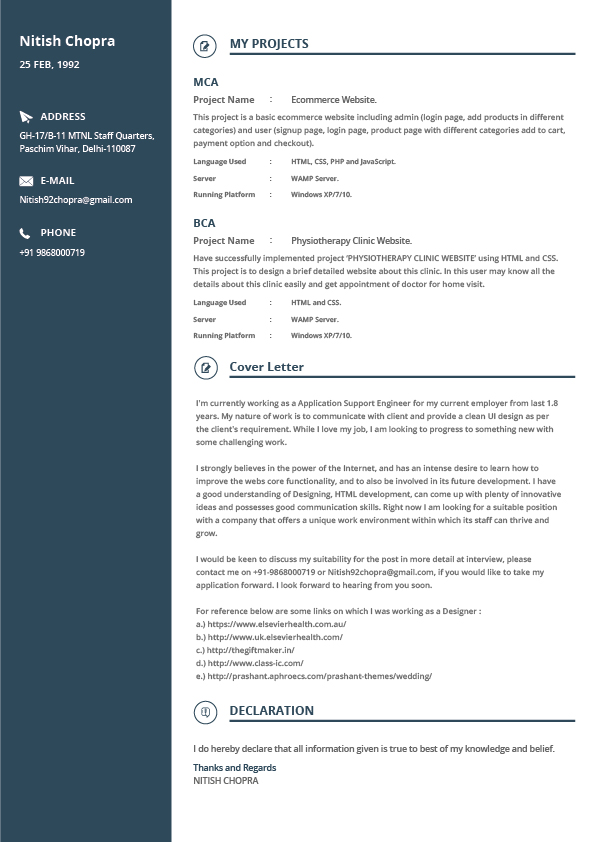 Nitish Chopra
25 FEB, 1992
ADDRESS
GH-17/B-11 MTNL Staff Quarters,
Paschim Vihar, Delhi-110087
E-MAIL
Nitish92chopra@gmail.com
PHONE
+91 9868000719
MY PROJECTS
MCA
Project Name : Ecommerce Website.
This project is a basic ecommerce website including admin (login page, add products in different
categories) and user (signup page, login page, product page with different categories add to cart,
payment option and checkout).
Language Used : HTML, CSS, PHP and JavaScript.
Server : WAMP Server.
Running Platform : Windows XP/7/10.
BCA
Project Name : Physiotherapy Clinic Website.
Have successfully implemented project ‘PHYSIOTHERAPY CLINIC WEBSITE’ using HTML and CSS.
This project is to design a brief detailed website about this clinic. In this user may know all the
details about this clinic easily and get appointment of doctor for home visit.
Language Used : HTML and CSS.
Server : WAMP Server.
Running Platform : Windows XP/7/10.
Cover Letter
I'm currently working as a Application Support Engineer for my current employer from last 1.8
years. My nature of work is to communicate with client and provide a clean UI design as per
the client's requirement. While I love my job, I am looking to progress to something new with
some challenging work.
I strongly believes in the power of the Internet, and has an intense desire to learn how to
improve the webs core functionality, and to also be involved in its future development. I have
a good understanding of Designing, HTML development, can come up with plenty of innovative
ideas and possesses good communication skills. Right now I am looking for a suitable position
with a company that offers a unique work environment within which its staff can thrive and
grow.
I would be keen to discuss my suitability for the post in more detail at interview, please
contact me on +91-9868000719 or Nitish92chopra@gmail.com, if you would like to take my
application forward. I look forward to hearing from you soon.
For reference below are some links on which I was working as a Designer :
a.) https://www.elsevierhealth.com.au/
b.) http://www.uk.elsevierhealth.com/
c.) http://thegiftmaker.in/
d.) http://www.class-ic.com/
e.) http://prashant.aphroecs.com/prashant-themes/wedding/
DECLARATION
I do hereby declare that all information given is true to best of my knowledge and belief.
Thanks and Regards
NITISH CHOPRA